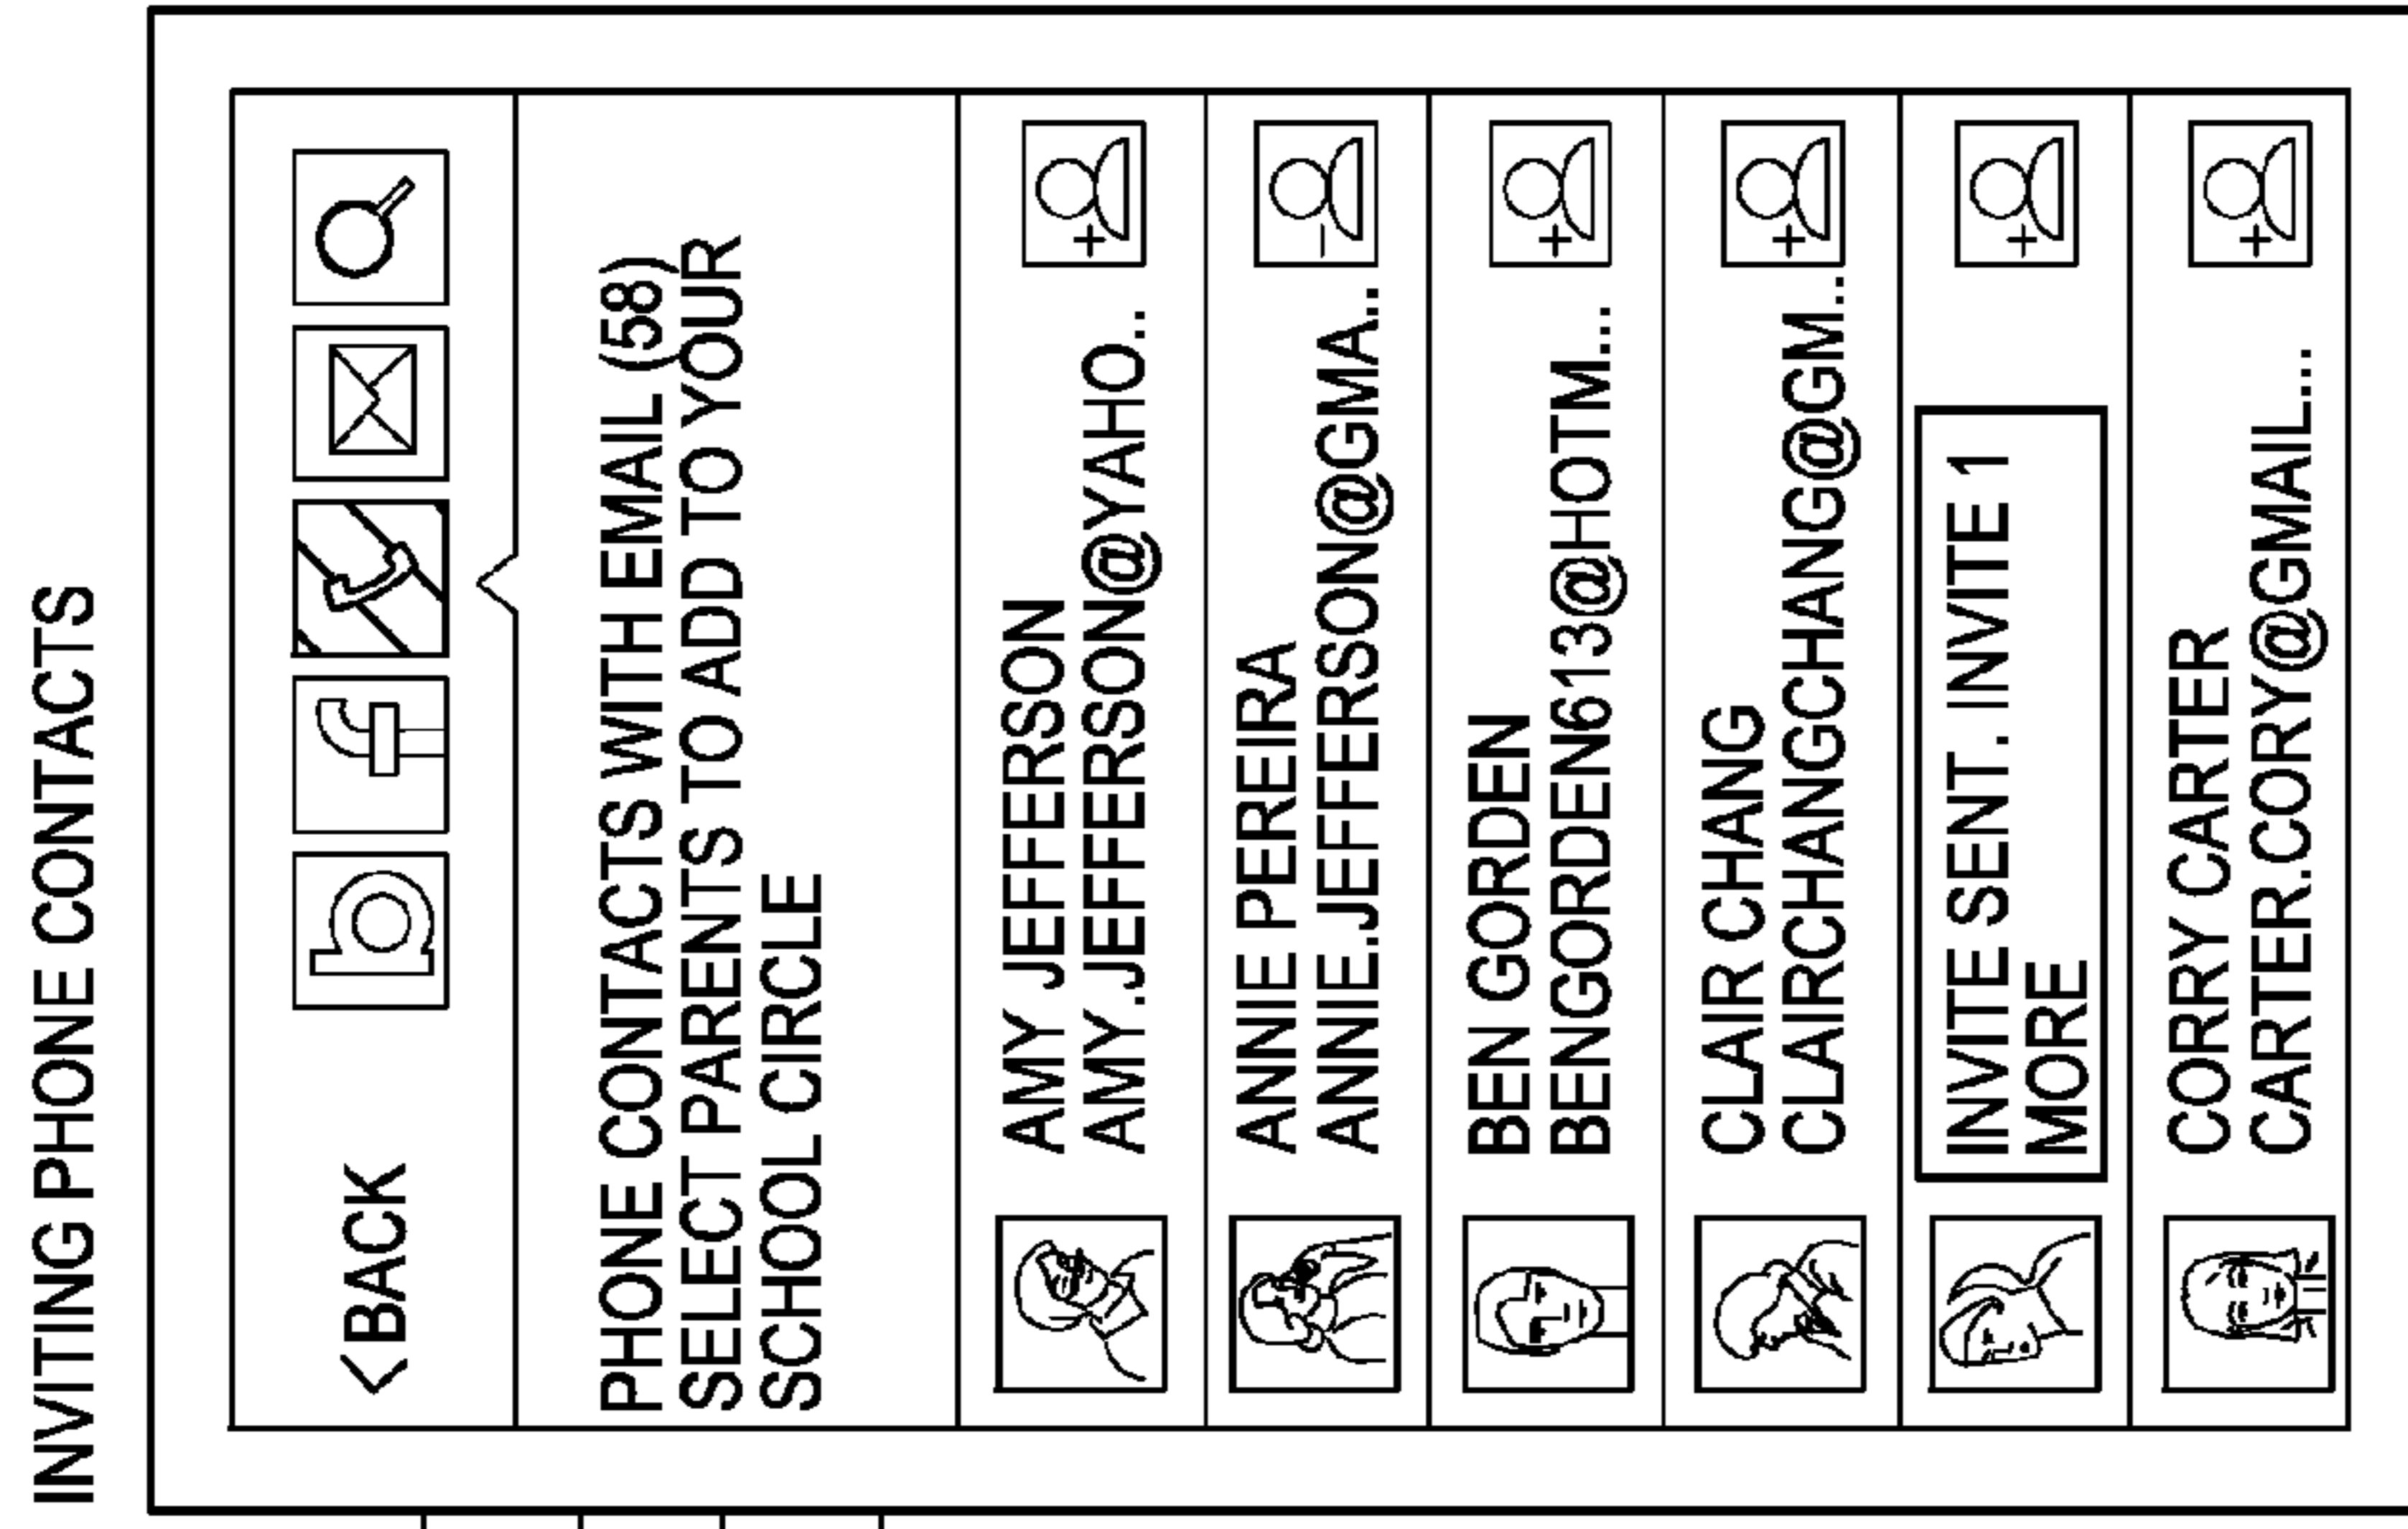 INVITING PHONE CONTACTS
<BACK
PHONE CONTACTS WITH EMAIL (58)
SELECT PARENTS TO ADD TO YOUR
SCHOOL CIRCLE
AMY JEFFERSON
AMY.JEFFERSON@YAHO..
ANNIE PEREIRA
ANNIE.JEFFERSON@GMA..
BEN GORDEN
BENGORDEN613@HOTM...
CLAIR CHANG
CLAIRCHANGCHANG@GM..
INVITE SENT. INVITE 1
MORE
CORRY CARTER
CARTER.CORY@GMAIL...